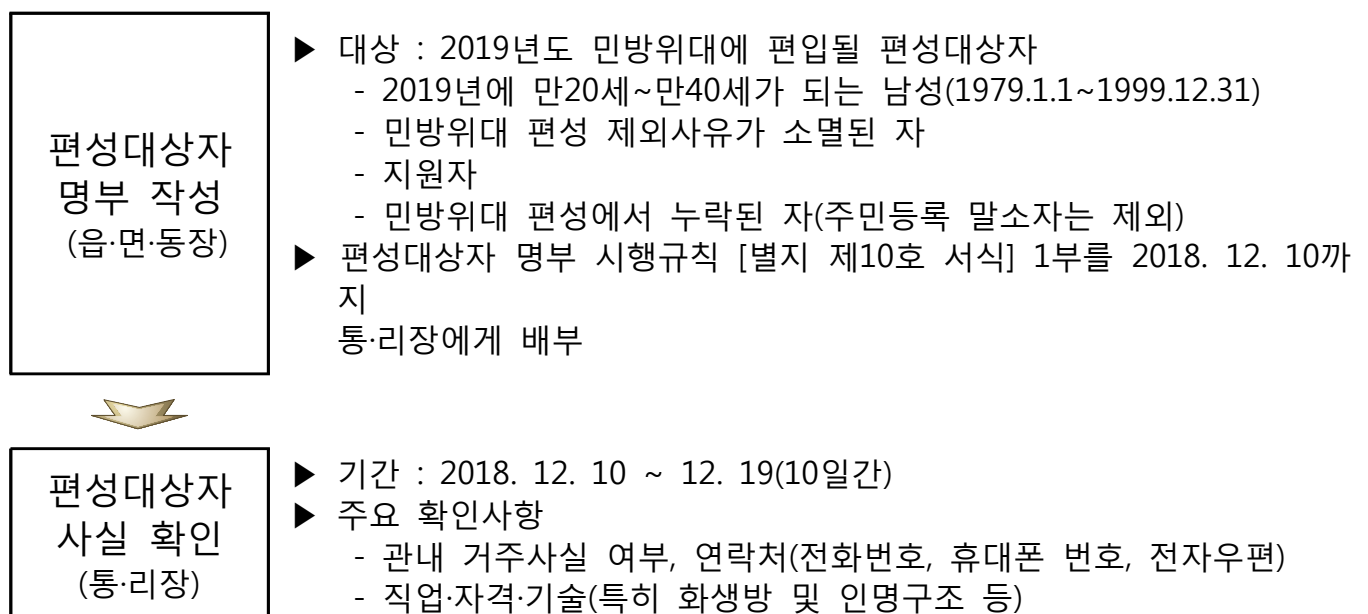 편성대상자
명부 작성
(읍·면·동장)
▶ 대상 : 2019년도 민방위대에 편입될 편성대상자
- 2019년에 만20세~만40세가 되는 남성(1979.1.1~1999.12.31)
- 민방위대 편성 제외사유가 소멸된 자
- 지원자
- 민방위대 편성에서 누락된 자(주민등록 말소자는 제외)
▶ 편성대상자 명부 시행규칙 [별지 제10호 서식] 1부를 2018. 12. 10까
지
통·리장에게 배부
편성대상자
사실 확인
(통·리장)
▶ 기간 : 2018. 12. 10 ~ 12. 19(10일간)
▶ 주요 확인사항
- 관내 거주사실 여부, 연락처(전화번호, 휴대폰 번호, 전자우편)
- 직업·자격·기술(특히 화생방 및 인명구조 등)